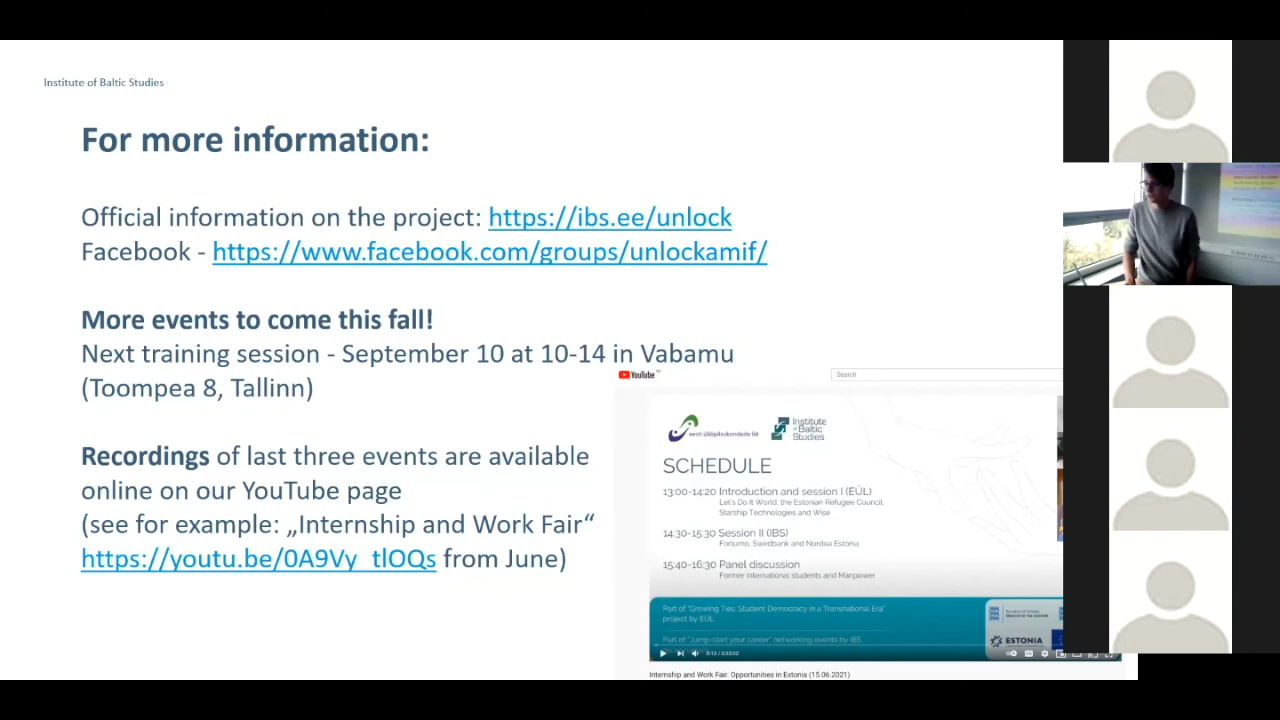 Institute of Baltic Studies
For more information:
Official information on the project: https://ibs.ee/unlock
Facebook - https://www.facebook.com/groups/unlockamif/
More events to come this fall!
Next training session - September 10 at 10-14 in Vabamu
(Toompea 8, Tallinn)
Recordings of last three events are available
online on our YouTube page
(see for example: „Internship and Work Fair“
https://youtu.be/0A9Vy_tlOQs from June)
YouTube
Search
eesti üliõpilaskondade liit
Institute
of Baltic
Studies
SCHEDULE
13:00-14:20 Introduction and session I (EÜL)
Let's Do It World, the Estonian Refugee Council,
Starship Technologies and Wise
14:30-15:30 Session II (IBS)
Fortumo, Swedbank and Nordea Estonia
15:40-16:30 Panel discussion
Former international students and Manpower
Part of "Growing Ties: Student Democracy in a Transnational Era"
project by EÜL
Part of "Jump-start your career" networking events by IBS
ESTONIA
Internship and Work Fair: Opportunities in Estonia (15.06.2021)